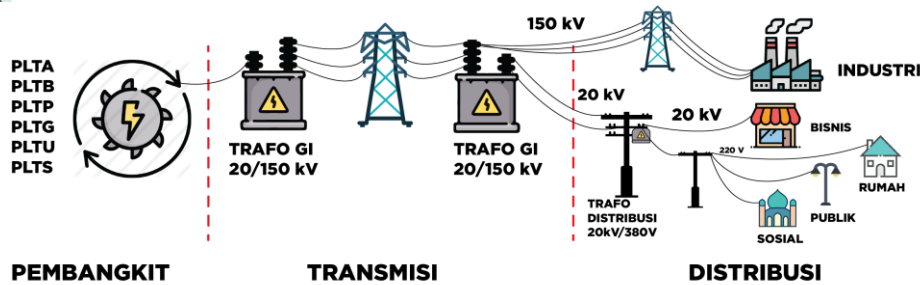 PLTA
PLTB
PLTP
PLTG
PLTU
PLTS
TRAFO GI
20/150 kV
TRAFO GI
20/150 kV
150 kV
INDUSTRI
20 kV
20 kV
BISNIS
220 V
RUMAH
TRAFO
DISTRIBUSI
20kV/380V
PUBLIK
SOSIAL
PEMBANGKIT
TRANSMISI
DISTRIBUSI